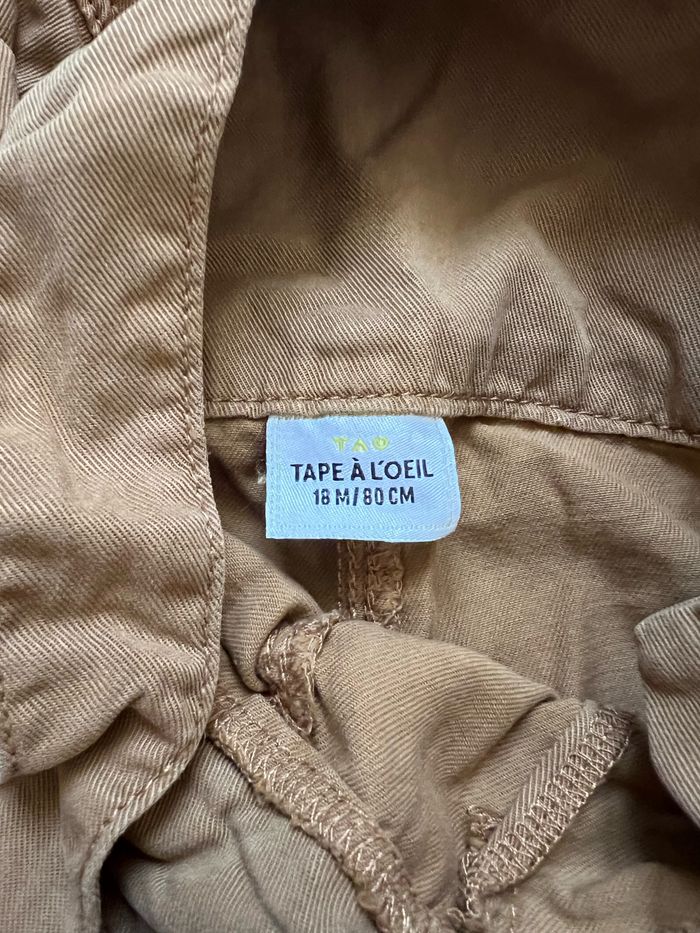 TAO
TAPE À L'OEIL
18 M/80 CM